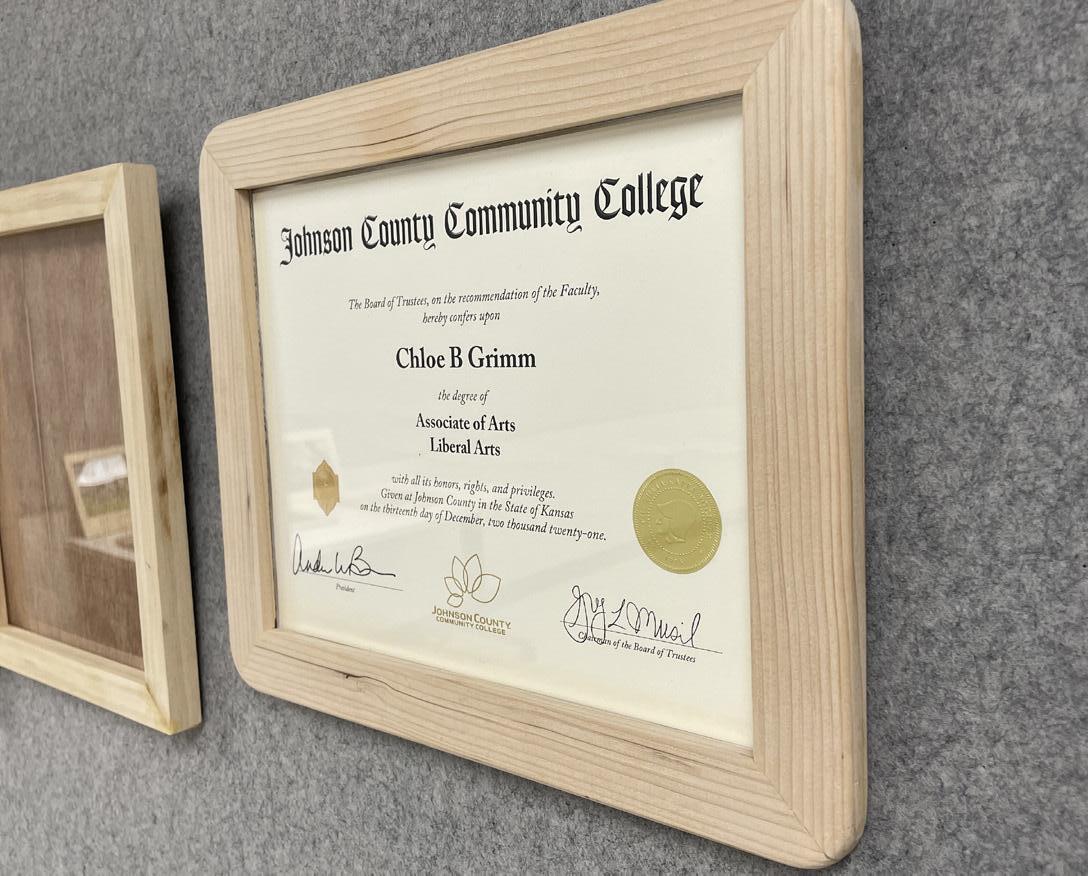 Johnson County Community College
The Board of Trustees, on the recommendation of the Faculty,
hereby confers upon
Chloe B Grimm
the degree of
Associate of Arts
Liberal Arts
with all its honors, rights, and privileges.
Given at Johnson County in the State of Kansas
on the thirteenth day of December, two thousand twenty-one.
President
JOHNSON COUNTY
COMMUNITY COLLEGE
L Musil
Chairman of the Board of Trustees